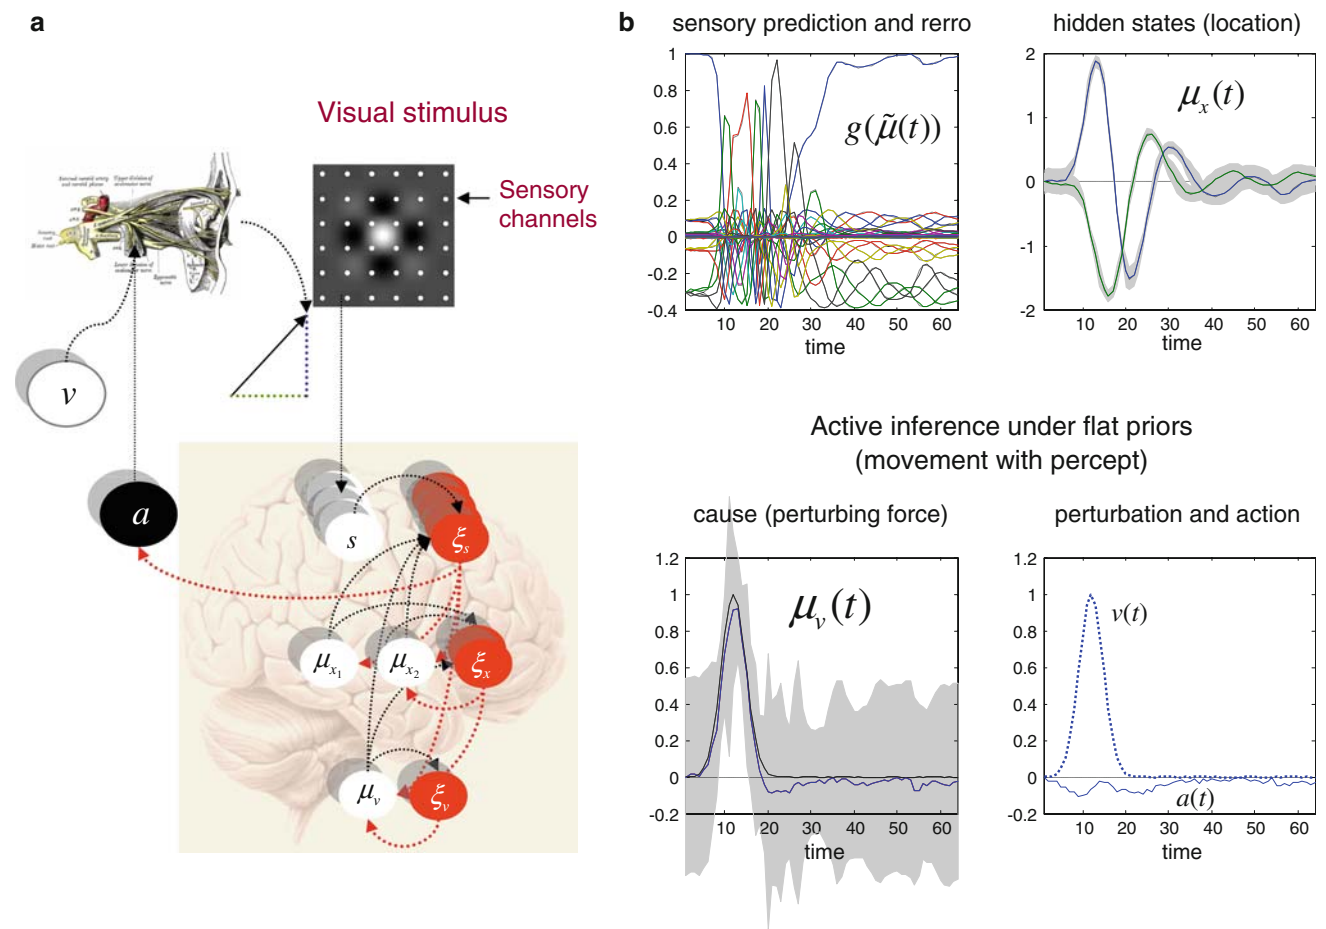 a
Visual stimulus
Sensory
channels
v
a
s
ξs
μx1
μx2
ξx
μv
ξv
b
sensory prediction and rerro
1
0.8
0.6
0.4
0.2
0
-0.2
-0.4
g(μ̃(t))
10 20 30 40 50 60
time
hidden states (location)
2
1
0
-1
-2
μx(t)
10 20 30 40 50 60
time
Active inference under flat priors
(movement with percept)
cause (perturbing force)
1.2
1
0.8
0.6
0.4
0.2
0
-0.2
μv(t)
10 20 30 40 50 60
time
perturbation and action
1.2
1
0.8
0.6
0.4
0.2
0
-0.2
v(t)
a(t)
10 20 30 40 50 60
time